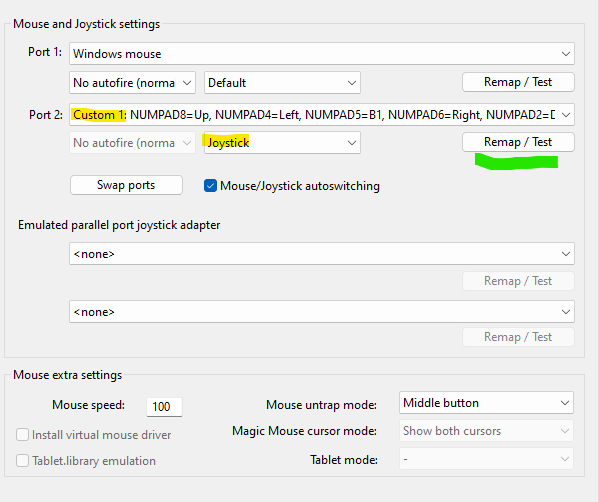 Mouse and Joystick settings
Port 1: Windows mouse
No autofire (norma Default Remap / Test
Port 2: Custom 1: NUMPAD8=Up, NUMPAD4=Left, NUMPAD5=B1, NUMPAD6=Right, NUMPAD2=D
No autofire (norma Joystick Remap / Test
Swap ports Mouse/Joystick autoswitching
Emulated parallel port joystick adapter
<none>
Remap / Test
<none>
Remap / Test
Mouse extra settings
Mouse speed: 100 Mouse untrap mode: Middle button
Install virtual mouse driver Magic Mouse cursor mode: Show both cursors
Tablet.library emulation Tablet mode: -